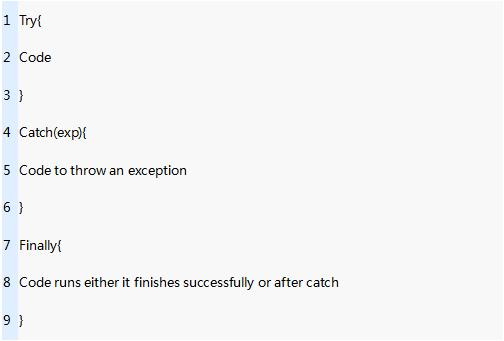 1 Try{
2 Code
3 }
4 Catch(exp){
5 Code to throw an exception
6 }
7 Finally{
8 Code runs either it finishes successfully or after catch
9 }